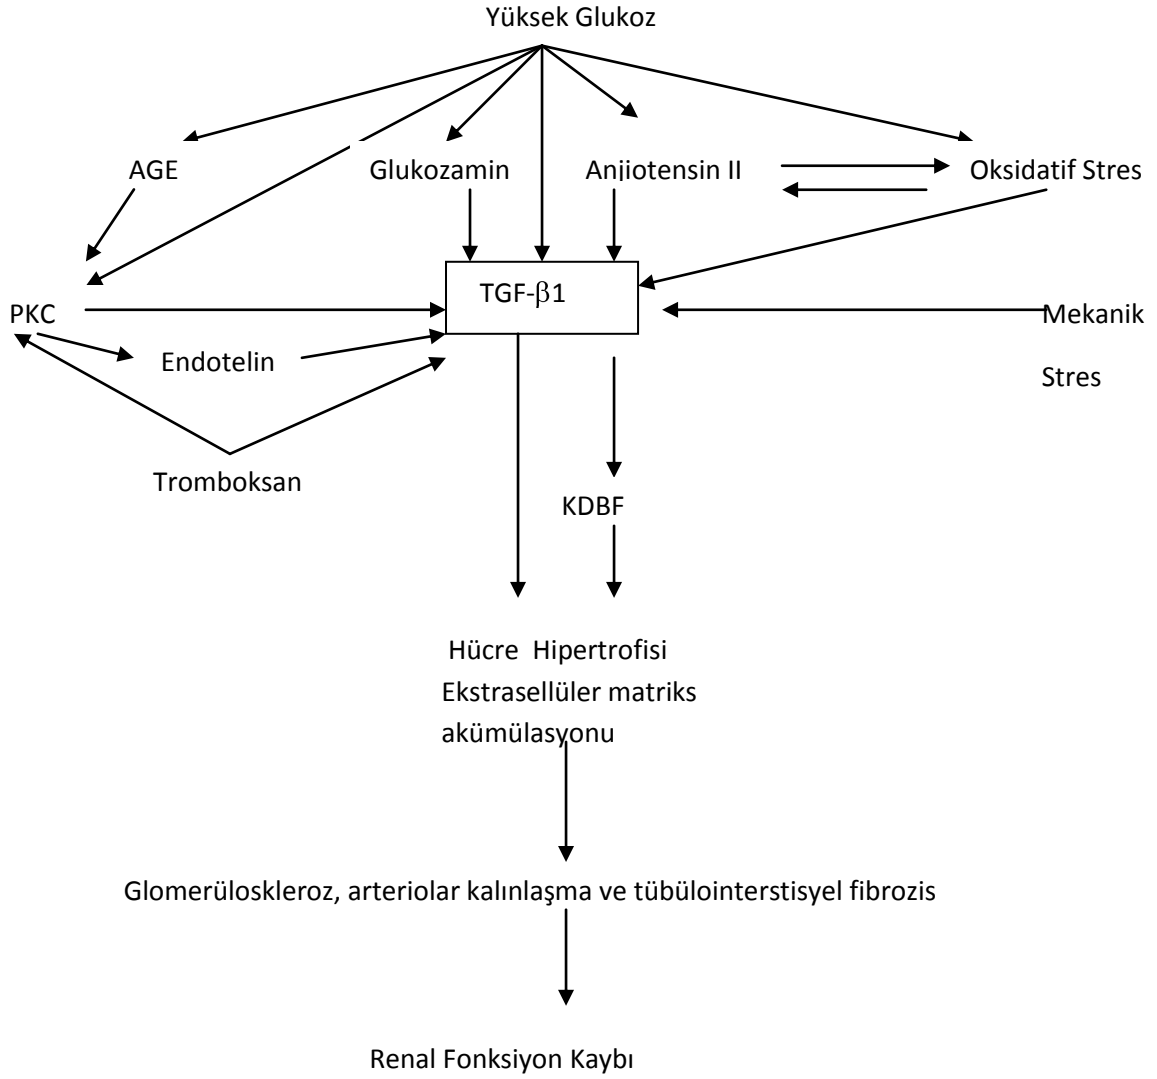 Yüksek Glukoz
AGE
Glukozamin
Anjiotensin II
Oksidatif Stres
TGF-β1
PKC
Mekanik
Stres
Endotelin
Tromboksan
KDBF
Hücre Hipertrofisi
Ekstrasellüler matriks
akümülasyonu
Glomerüloskleroz, arteriolar kalınlaşma ve tübülointerstisyel fibrozis
Renal Fonksiyon Kaybı